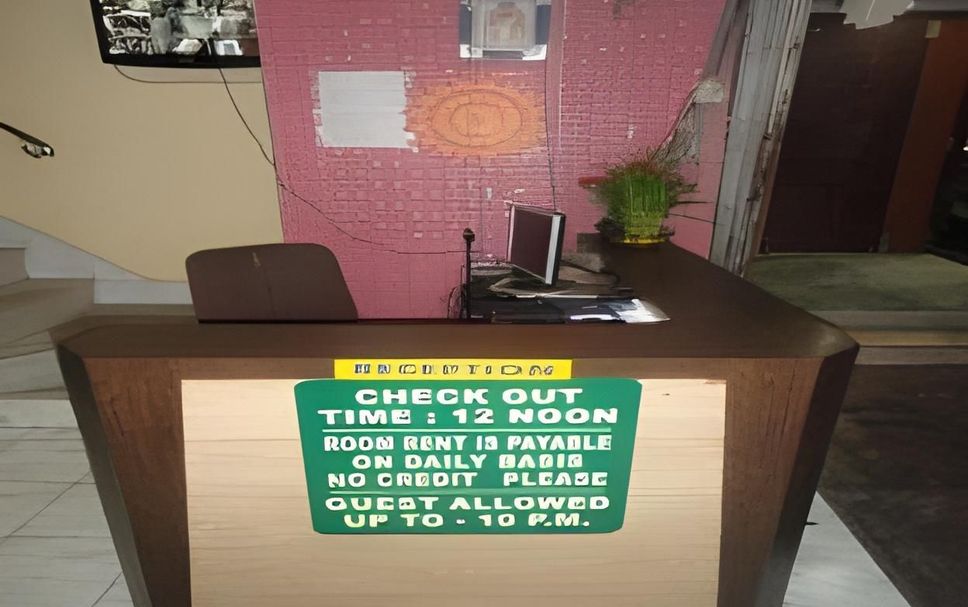 RECEPTION
CHECK OUT
TIME : 12 NOON
ROOM RENT IS PAYABLE
ON DAILY BASIS
NO CREDIT PLEASE
GUEST ALLOWED
UP TO - 10 P.M.